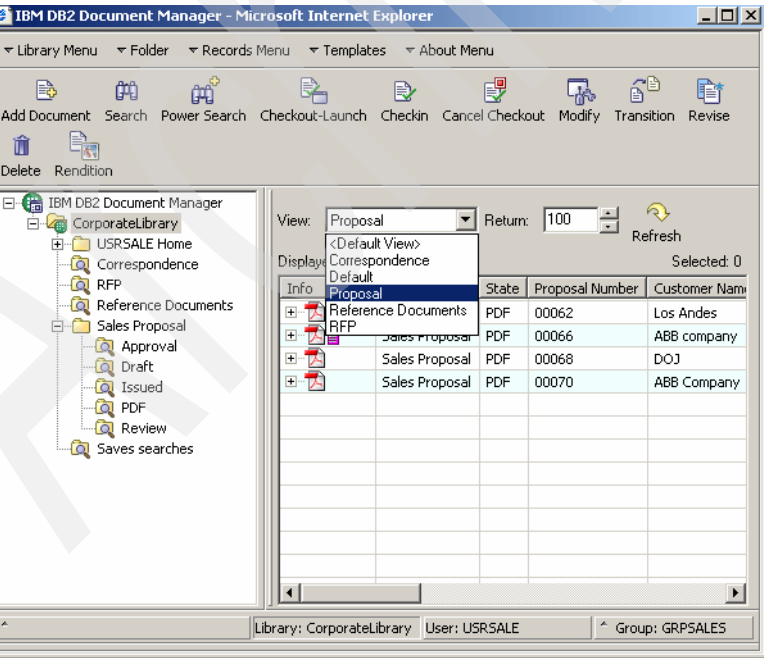 IBM DB2 Document Manager - Microsoft Internet Explorer
Library Menu Folder Records Menu Templates About Menu
Add Document Search Power Search Checkout-Launch Checkin Cancel Checkout Modify Transition Revise
Delete Rendition
IBM DB2 Document Manager
CorporateLibrary
USRSALE Home
Correspondence
RFP
Reference Documents
Sales Proposal
Approval
Draft
Issued
PDF
Review
Saves searches
View: Proposal Return: 100 Refresh
<Default View>
Correspondence
Default
Proposal
Reference Documents
RFP
Selected: 0
Info State Proposal Number Customer Nam
PDF 00062 Los Andes
Sales Proposal PDF 00066 ABB company
Sales Proposal PDF 00068 DOJ
Sales Proposal PDF 00070 ABB Company
Library: CorporateLibrary User: USRSALE Group: GRPSALES